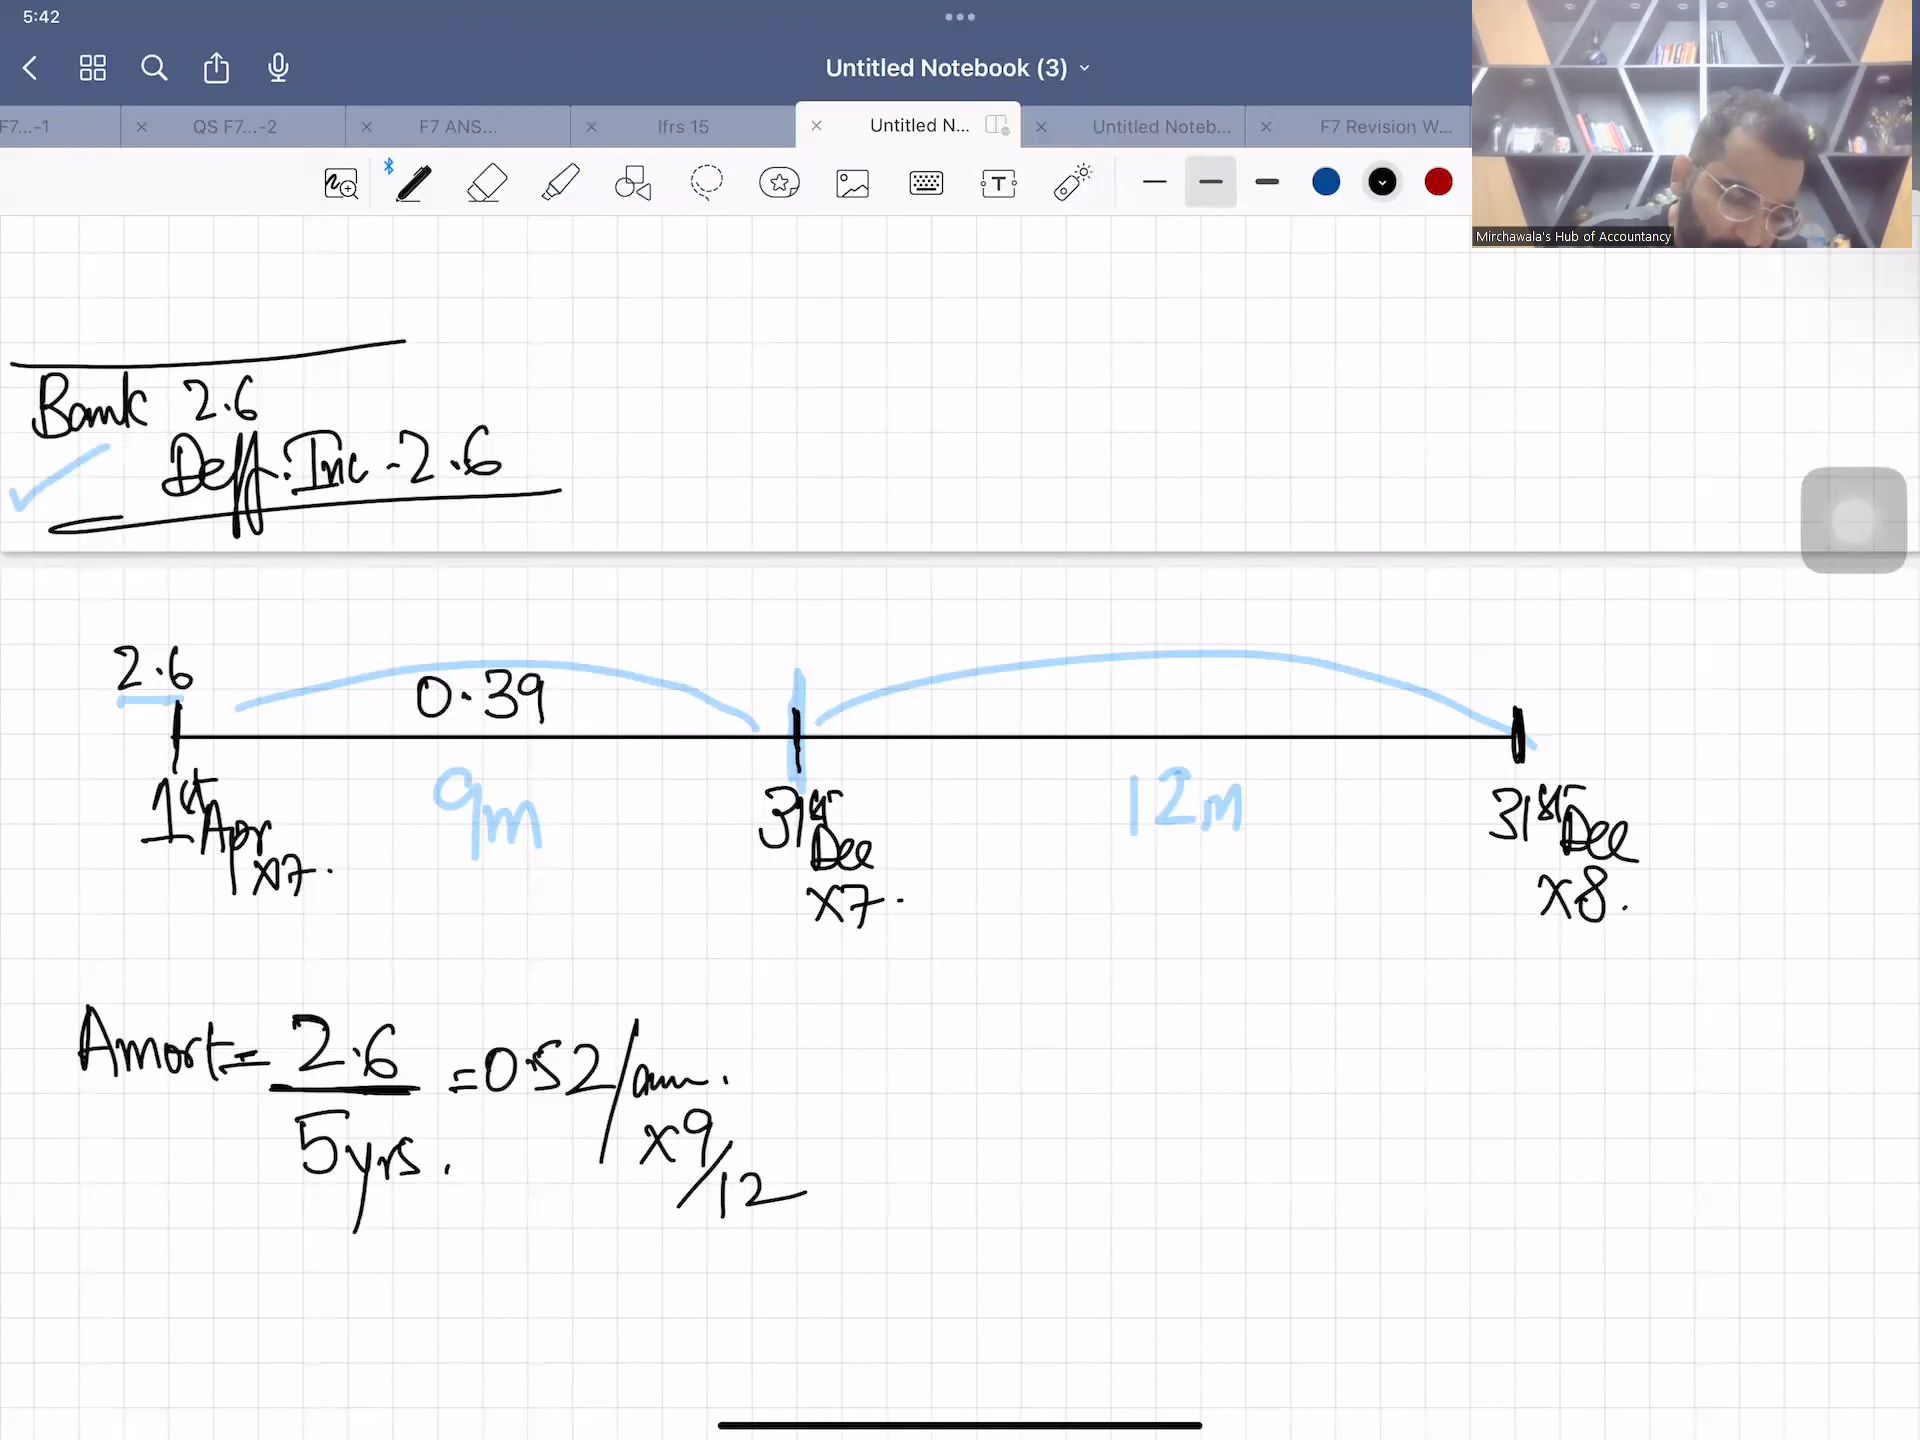 5:42
Untitled Notebook (3)
F7...-1
QS F7...-2
F7 ANS...
Ifrs 15
Untitled N...
Untitled Noteb...
F7 Revision W...
T
Mirchawala's Hub of Accountancy
Bank 2.6
Deff. Inc - 2.6
2.6
0.39
1st Apr x7.
9m
31st Dec x7.
12m
31st Dec x8.
Amort = 2.6 = 0.52/ann.
5yrs.
x9/12